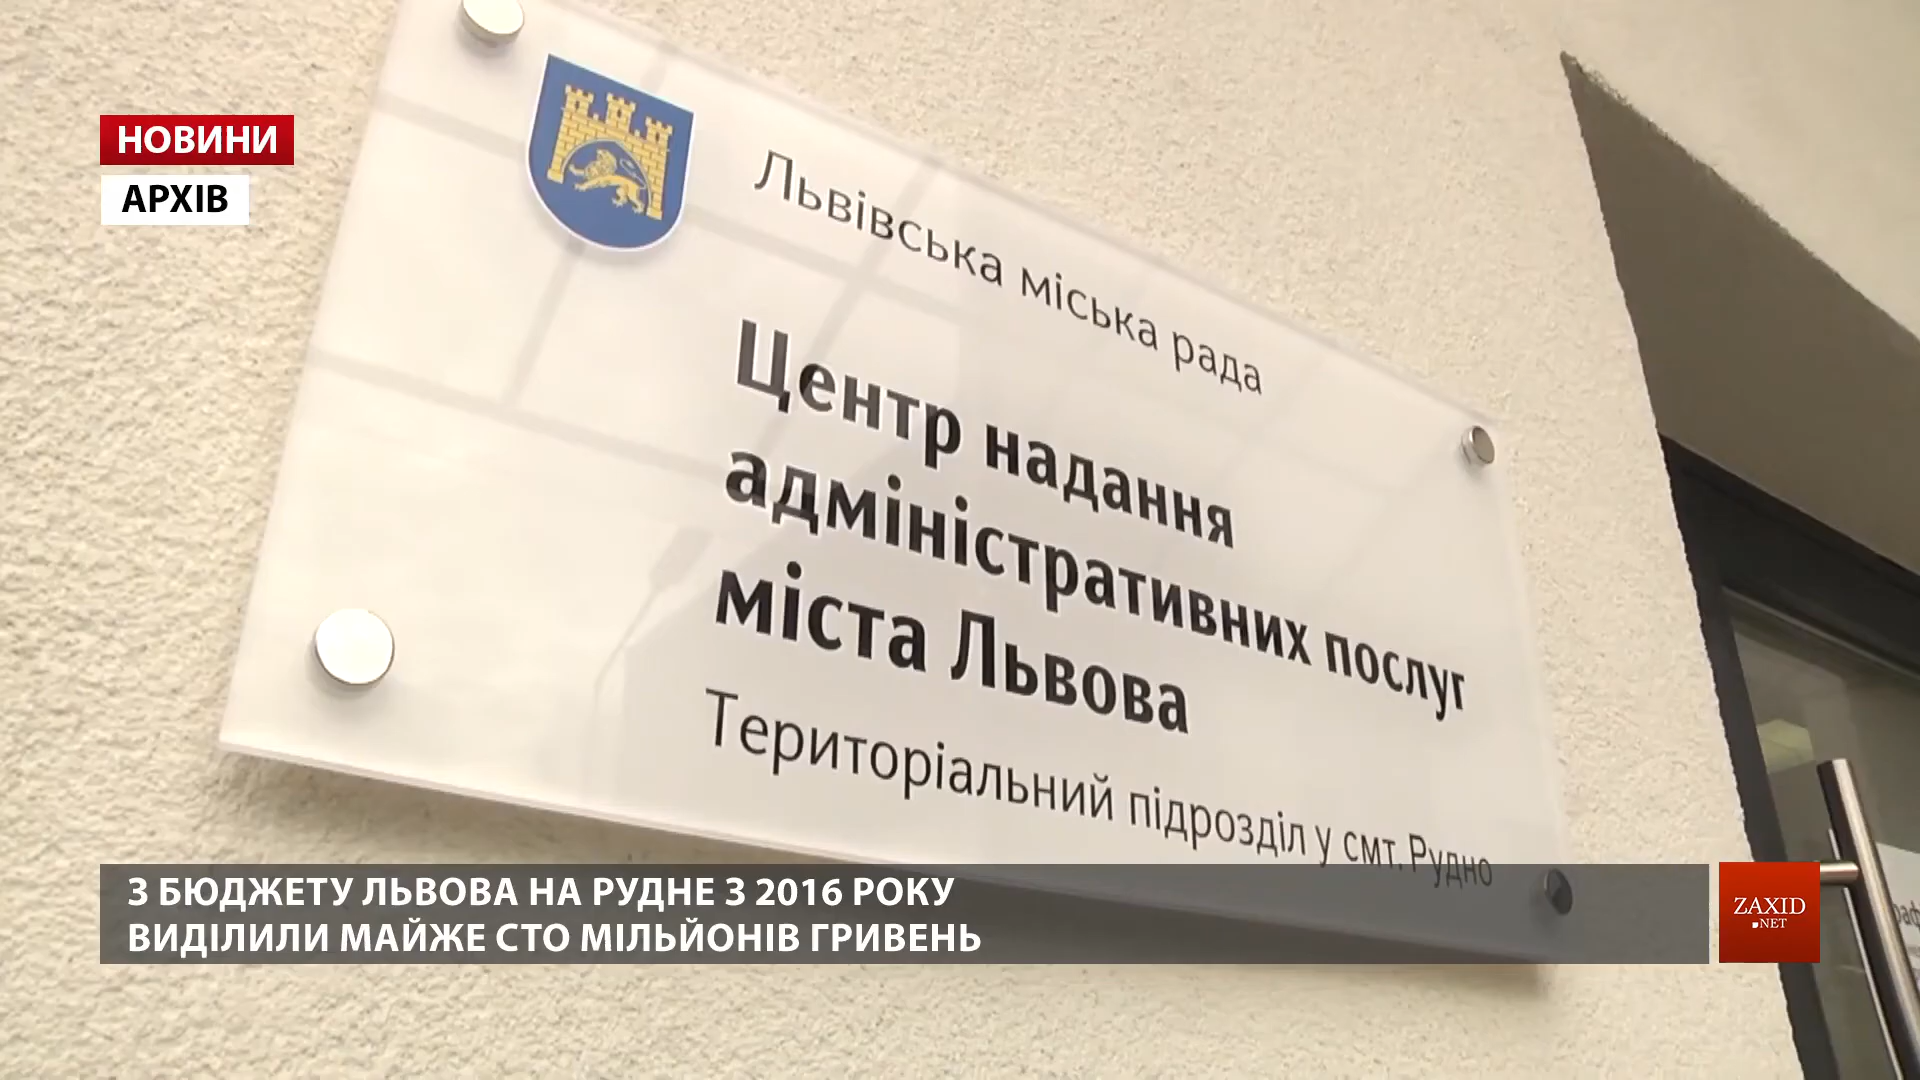 НОВИНИ
АРХІВ
Львівська міська рада
Центр надання
адміністративних послуг
міста Львова
Територіальний підрозділ у смт. Рудно
З БЮДЖЕТУ ЛЬВОВА НА РУДНЕ З 2016 РОКУ
ВИДІЛИЛИ МАЙЖЕ СТО МІЛЬЙОНІВ ГРИВЕНЬ
ZAXID
.NET